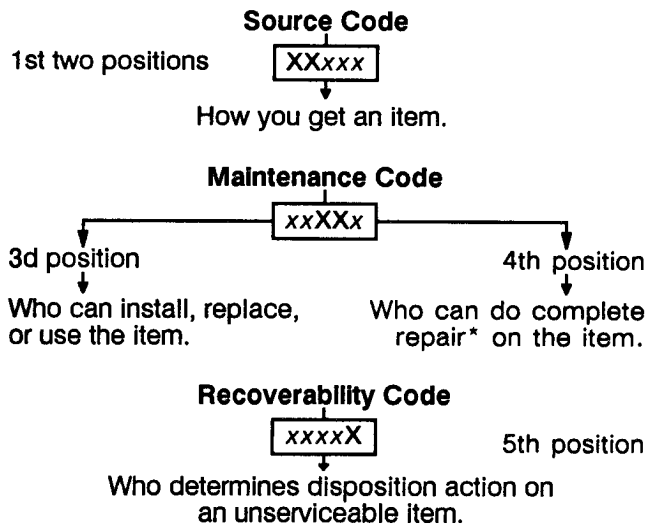 Source Code
1st two positions
XXxxx
How you get an item.
Maintenance Code
xxXXx
3d position
4th position
Who can install, replace,
or use the item.
Who can do complete
repair* on the item.
Recoverability Code
xxxxX
5th position
Who determines disposition action on
an unserviceable item.